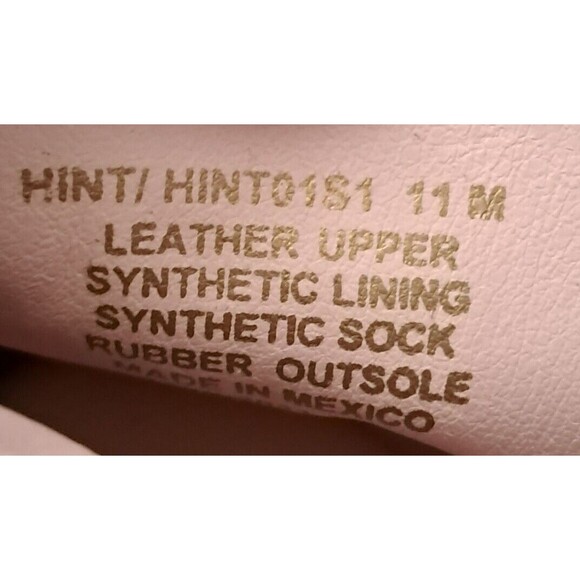 HINT/ HINT01S1 11 M
LEATHER UPPER
SYNTHETIC LINING
SYNTHETIC SOCK
RUBBER OUTSOLE
MADE IN MEXICO